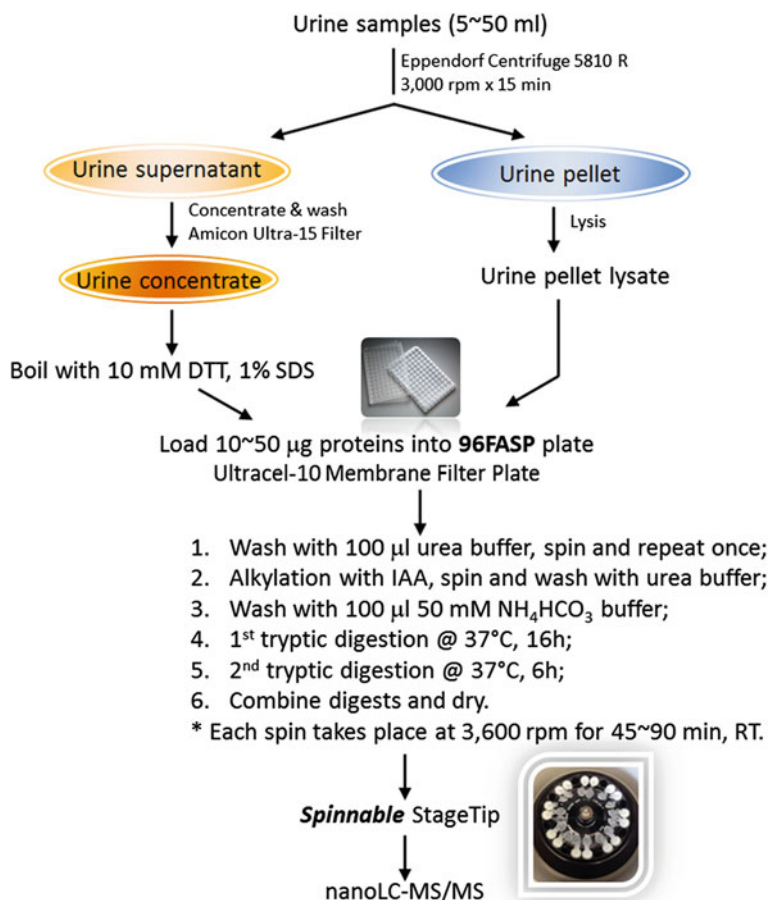 Urine samples (5~50 ml)
Eppendorf Centrifuge 5810 R
3,000 rpm x 15 min
Urine supernatant
Urine pellet
Concentrate & wash
Amicon Ultra-15 Filter
Lysis
Urine concentrate
Urine pellet lysate
Boil with 10 mM DTT, 1% SDS
Load 10~50 µg proteins into 96FASP plate
Ultracel-10 Membrane Filter Plate
1. Wash with 100 µl urea buffer, spin and repeat once;
2. Alkylation with IAA, spin and wash with urea buffer;
3. Wash with 100 µl 50 mM NH₄HCO₃ buffer;
4. 1ˢᵗ tryptic digestion @ 37°C, 16h;
5. 2ⁿᵈ tryptic digestion @ 37°C, 6h;
6. Combine digests and dry.
* Each spin takes place at 3,600 rpm for 45~90 min, RT.
Spinnable StageTip
nanoLC-MS/MS